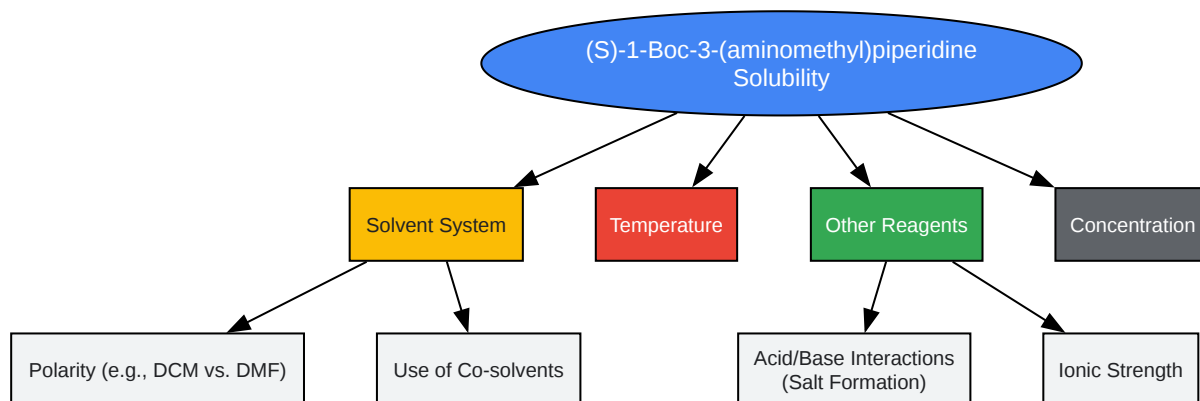 (S)-1-Boc-3-(aminomethyl)piperidine
Solubility
Solvent System
Temperature
Other Reagents
Concentration
Polarity (e.g., DCM vs. DMF)
Use of Co-solvents
Acid/Base Interactions
(Salt Formation)
Ionic Strength